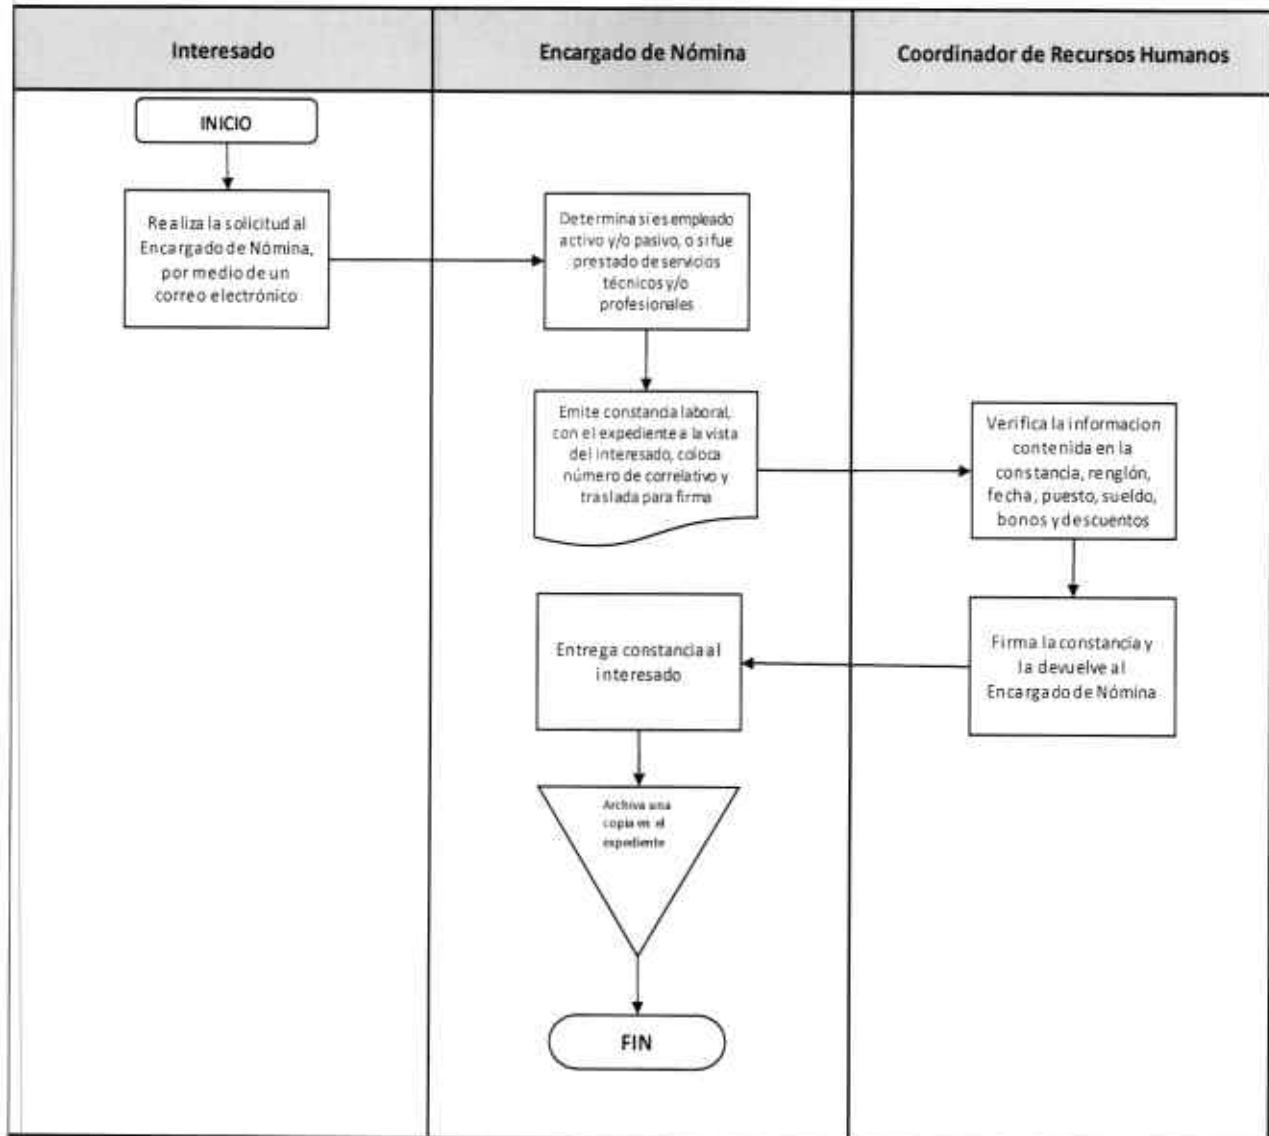 Interesado
Encargado de Nómina
Coordinador de Recursos Humanos
INICIO
Realiza la solicitud al
Encargado de Nómina,
por medio de un
correo electrónico
Determina si es empleado
activo y/o pasivo, o si fue
prestado de servicios
técnicos y/o
profesionales
Emite constancia laboral,
con el expediente a la vista
del interesado, coloca
número de correlativo y
traslada para firma
Verifica la informacion
contenida en la
constancia, renglón,
fecha, puesto, sueldo,
bonos y descuentos
Firma la constancia y
la devuelve al
Encargado de Nómina
Entrega constancia al
interesado
Archiva una
copia en el
expediente
FIN